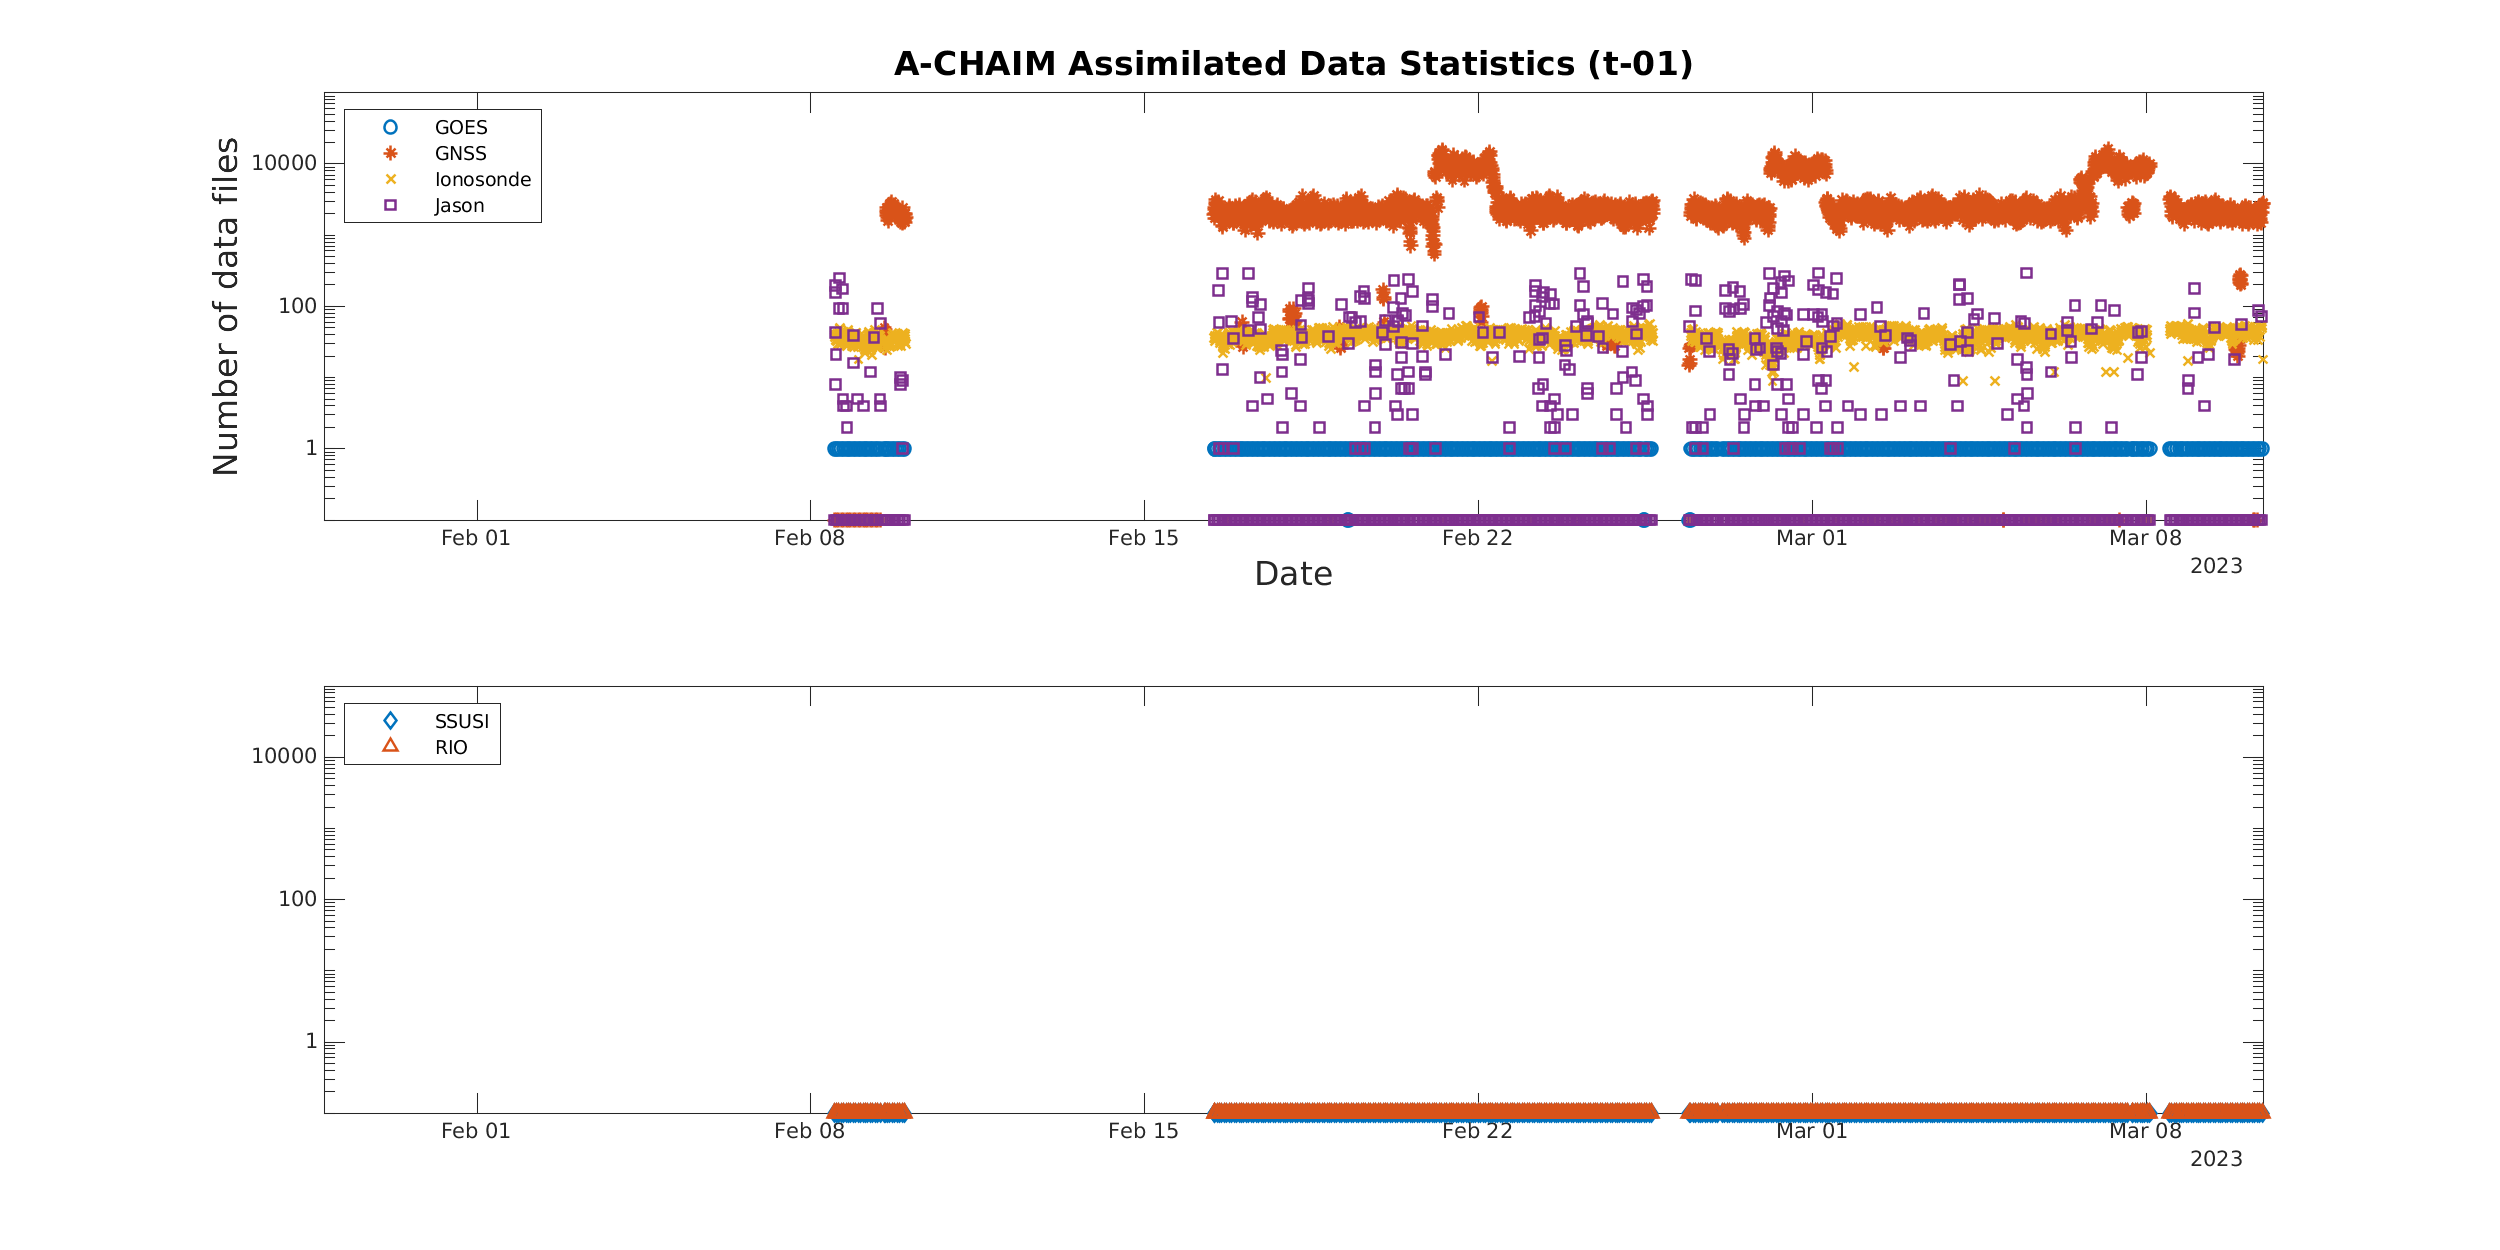 A-CHAIM Assimilated Data Statistics (t-01)
Number of data files
10000
100
1
GOES
GNSS
Ionosonde
Jason
Feb 01 Feb 08 Feb 15 Feb 22 Mar 01 Mar 08
2023
Date
10000
100
1
SSUSI
RIO
Feb 01 Feb 08 Feb 15 Feb 22 Mar 01 Mar 08
2023